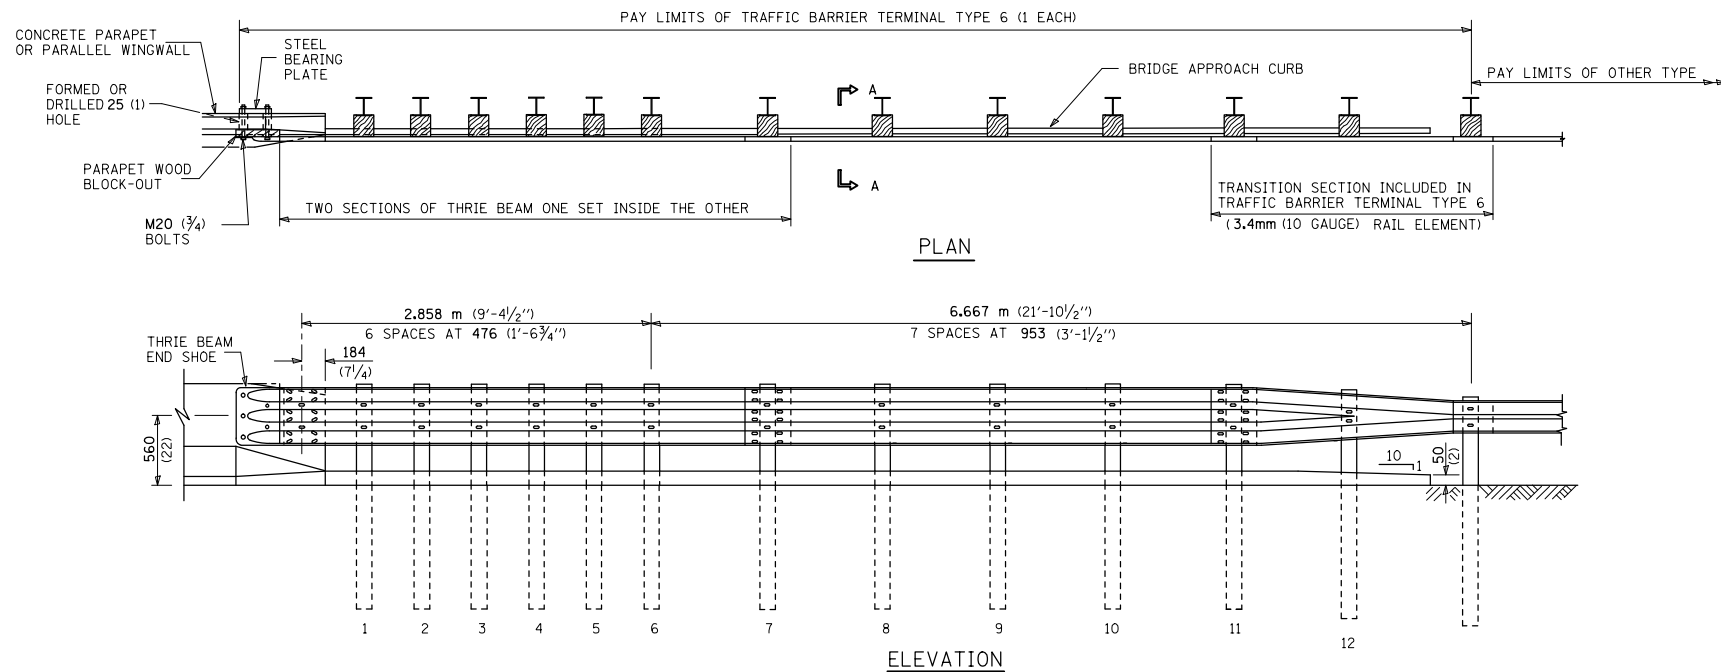 PAY LIMITS OF TRAFFIC BARRIER TERMINAL TYPE 6 (1 EACH)
CONCRETE PARAPET
OR PARALLEL WINGWALL
STEEL
BEARING
PLATE
BRIDGE APPROACH CURB
PAY LIMITS OF OTHER TYPE
FORMED OR
DRILLED 25 (1)
HOLE
A
PARAPET WOOD
BLOCK-OUT
A
TRANSITION SECTION INCLUDED IN
TRAFFIC BARRIER TERMINAL TYPE 6
(3.4mm (10 GAUGE) RAIL ELEMENT)
TWO SECTIONS OF THRIE BEAM ONE SET INSIDE THE OTHER
M20 (3/4)
BOLTS
PLAN
2.858 m (9'-4 1/2'')
6 SPACES AT 476 (1'-6 3/4'')
6.667 m (21'-10 1/2'')
7 SPACES AT 953 (3'-1 1/2'')
THRIE BEAM
END SHOE
184
(7 1/4)
560
(22)
10
1
50
(2)
1 2 3 4 5 6 7 8 9 10 11 12
ELEVATION